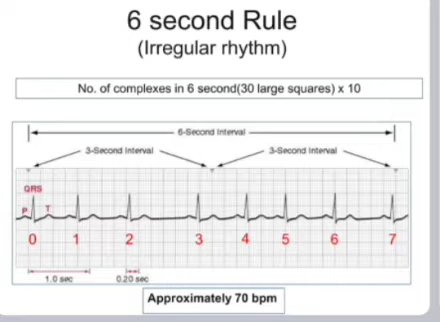 6 second Rule
(Irregular rhythm)
No. of complexes in 6 second(30 large squares) x 10
6-Second Interval
3-Second Interval 3-Second Interval
QRS
P T
0 1 2 3 4 5 6 7
1.0 sec 0.20 sec
Approximately 70 bpm